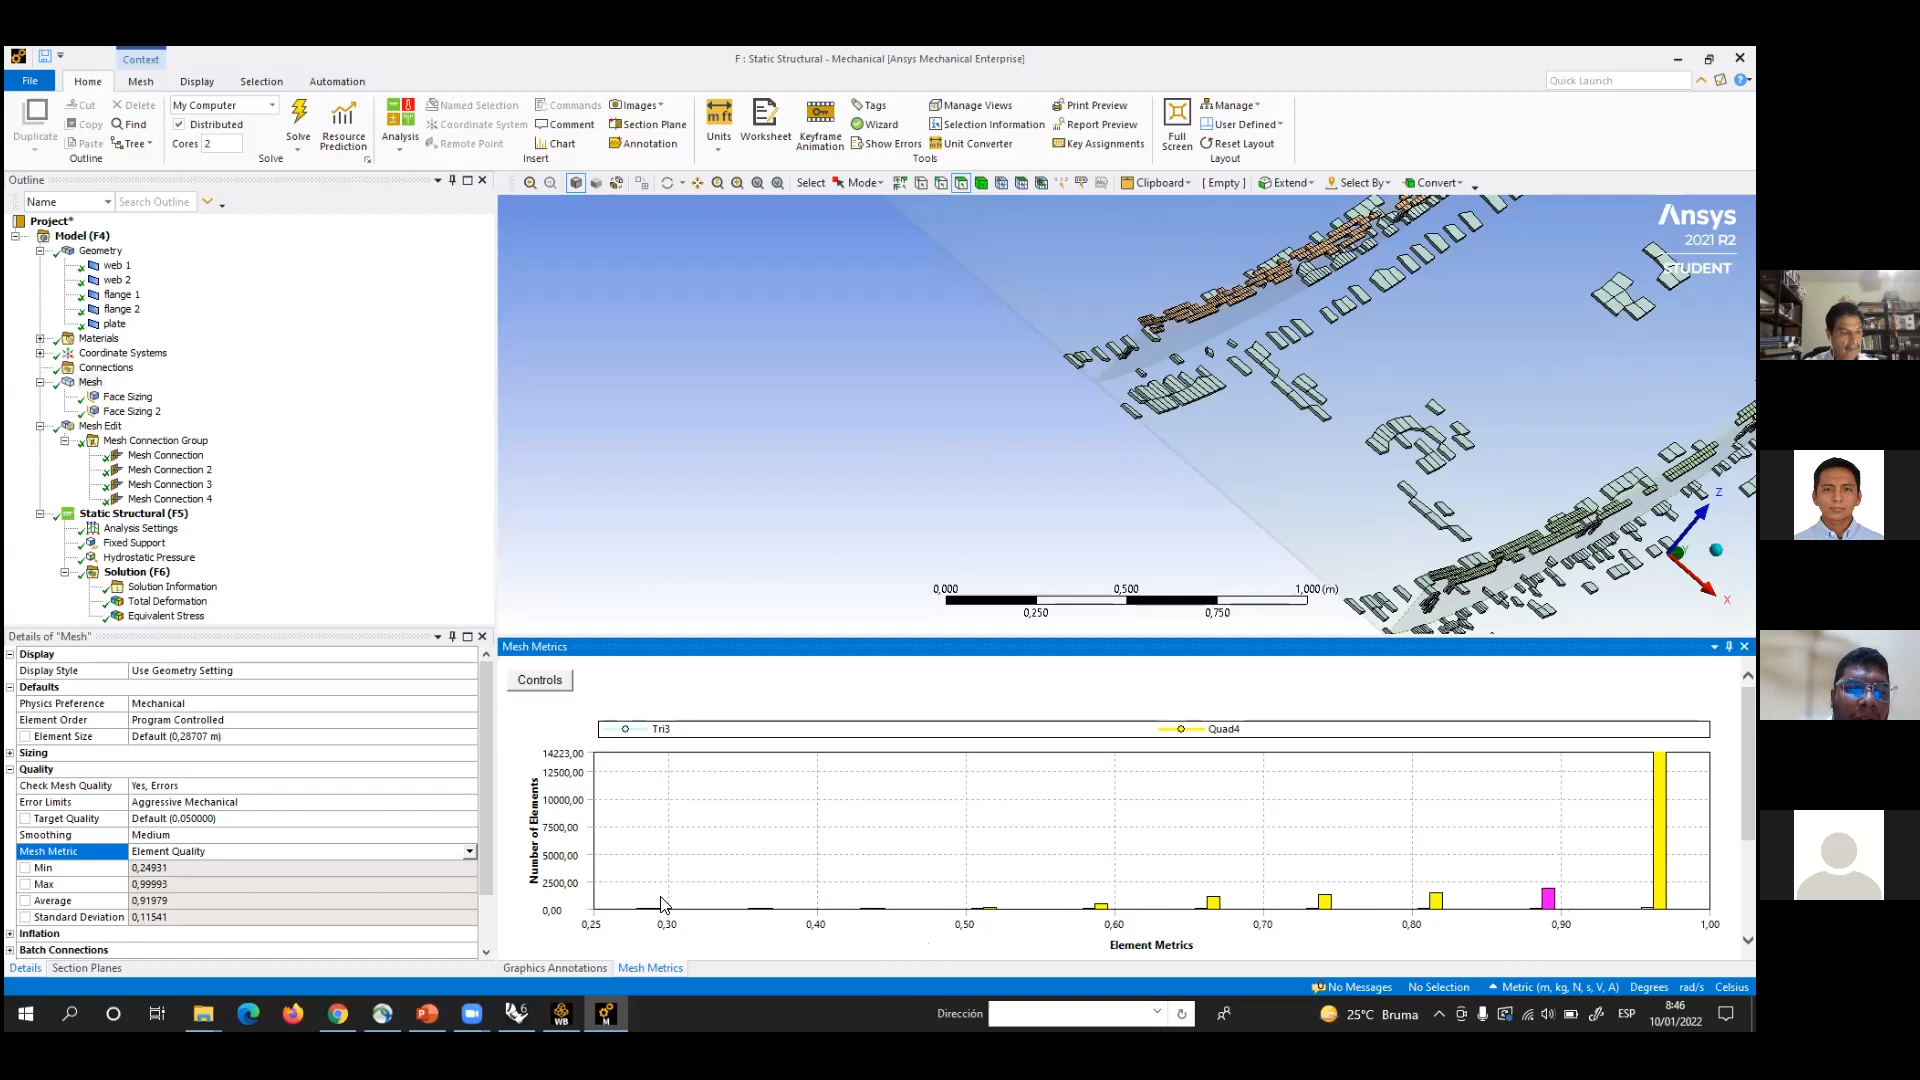 Context
F : Static Structural - Mechanical [Ansys Mechanical Enterprise]
File
Home
Mesh
Display
Selection
Automation
Quick Launch
Duplicate
Cut
Delete
Copy
Find
Paste
Tree
Outline
My Computer
Distributed
Cores 2
Solve
Resource
Prediction
Solve
Analysis
Named Selection
Commands
Images
Coordinate System
Comment
Section Plane
Remote Point
Chart
Annotation
Insert
Units
Worksheet
Keyframe
Animation
Tags
Wizard
Show Errors
Manage Views
Selection Information
Unit Converter
Print Preview
Report Preview
Key Assignments
Tools
Full
Screen
Manage
User Defined
Reset Layout
Layout
Outline
Name
Search Outline
Select
Mode
Clipboard
[ Empty ]
Extend
Select By
Convert
Project*
Model (F4)
Geometry
web 1
web 2
flange 1
flange 2
plate
Materials
Coordinate Systems
Connections
Mesh
Face Sizing
Face Sizing 2
Mesh Edit
Mesh Connection Group
Mesh Connection
Mesh Connection 2
Mesh Connection 3
Mesh Connection 4
Static Structural (F5)
Analysis Settings
Fixed Support
Hydrostatic Pressure
Solution (F6)
Solution Information
Total Deformation
Equivalent Stress
Ansys
2021 R2
STUDENT
Z
Y
X
0,000
0,500
1,000 (m)
0,250
0,750
Details of "Mesh"
Display
Display Style
Use Geometry Setting
Defaults
Physics Preference
Mechanical
Element Order
Program Controlled
Element Size
Default (0,28707 m)
Sizing
Quality
Check Mesh Quality
Yes, Errors
Error Limits
Aggressive Mechanical
Target Quality
Default (0.050000)
Smoothing
Medium
Mesh Metric
Element Quality
Min
0,24931
Max
0,99993
Average
0,91979
Standard Deviation
0,11541
Inflation
Batch Connections
Details
Section Planes
Mesh Metrics
Controls
Tri3
Quad4
Number of Elements
14223,00
12500,00
10000,00
7500,00
5000,00
2500,00
0,00
0,25
0,30
0,40
0,50
0,60
0,70
0,80
0,90
1,00
Element Metrics
Graphics Annotations
Mesh Metrics
No Messages
No Selection
Metric (m, kg, N, s, V, A)
Degrees
rad/s
Celsius
6
WB
M
Dirección
25°C Bruma
ESP
8:46
10/01/2022